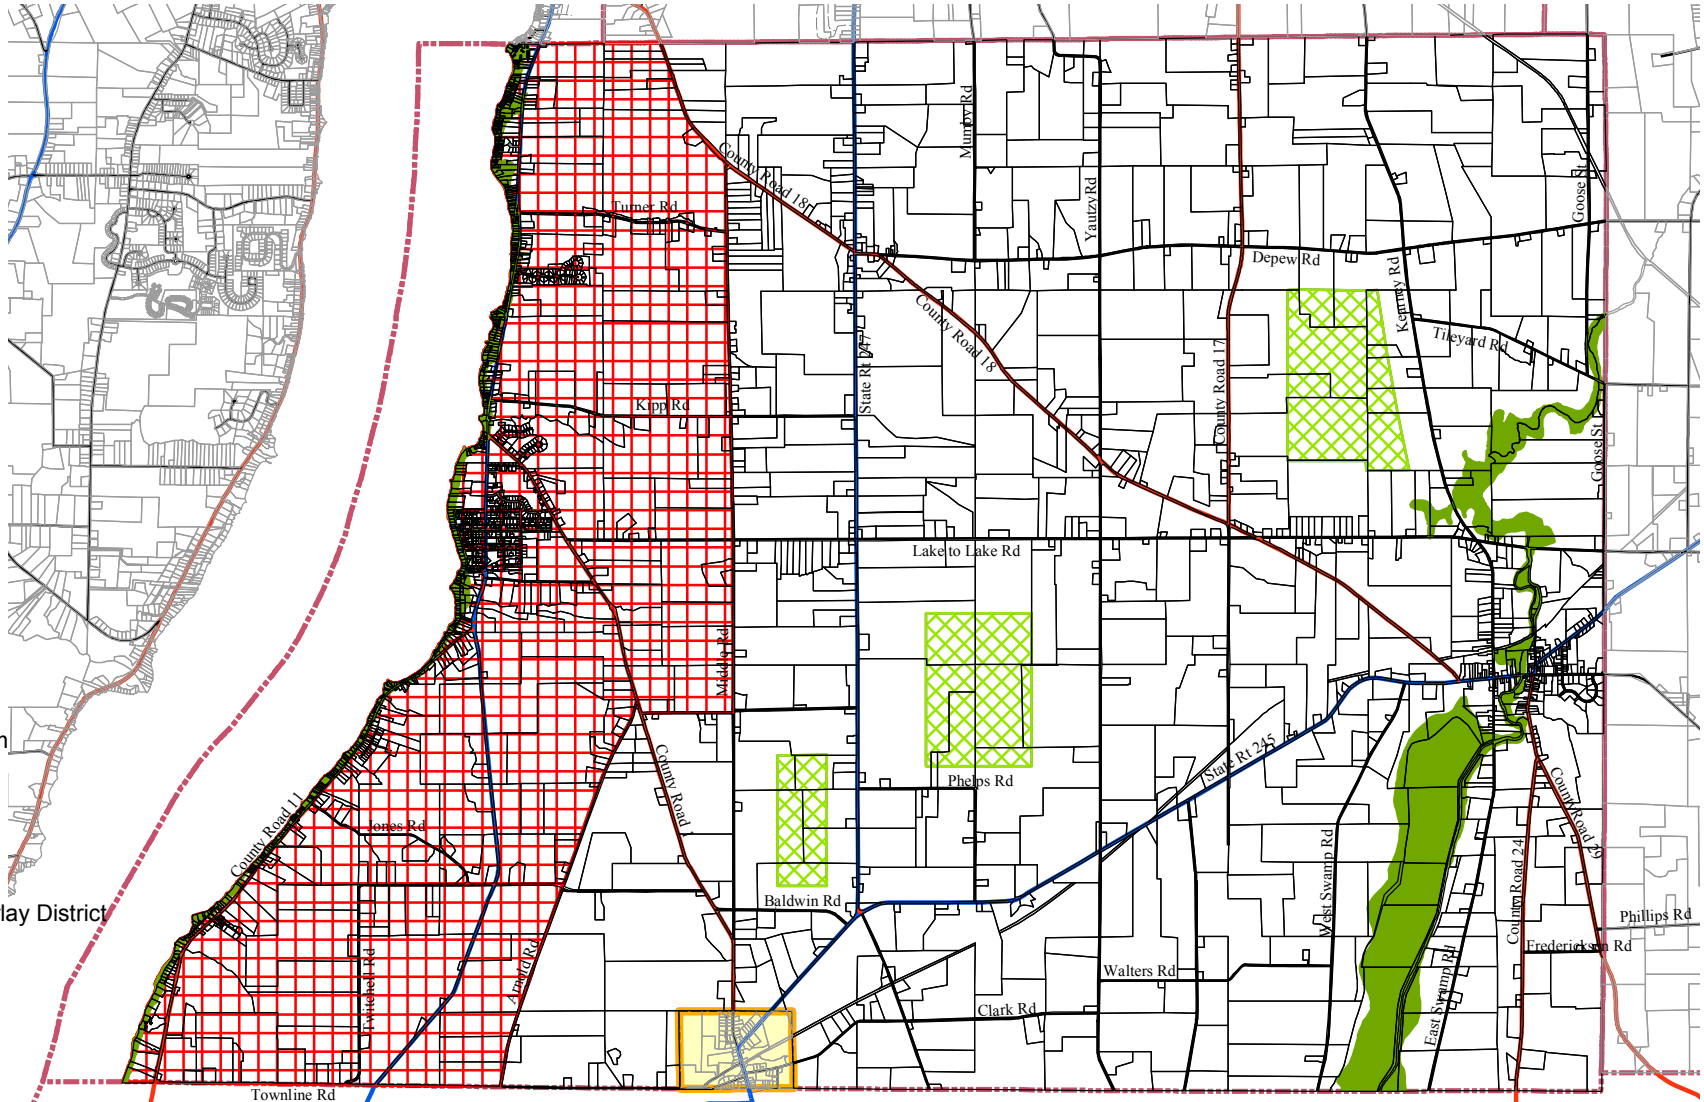 Mumby Rd
County Road 18
Yautzy Rd
Goose St
Turner Rd
Depew Rd
Kenney Rd
County Road 18
Tileyard Rd
State Rt 247
County Road 17
Kipp Rd
Goose St
Lake to Lake Rd
Middle Rd
n
State Rt 245
County Road 1
Phelps Rd
County Road 11
Jones Rd
County Road 29
West Swamp Rd
County Road 24
Baldwin Rd
lay District
Phillips Rd
Frederickson Rd
Arnold Rd
Twitchell Rd
Walters Rd
East Swamp Rd
Clark Rd
Townline Rd